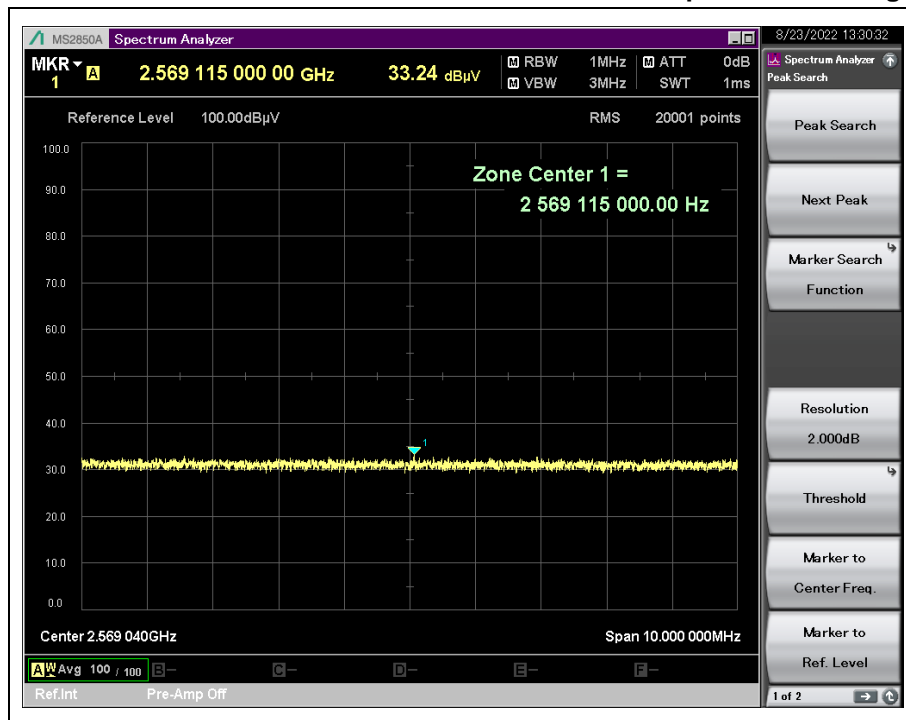 MS2850A Spectrum Analyzer
8/23/2022 13:30:32
MKR 1 A 2.569 115 000 00 GHz 33.24 dBµV
M RBW 1MHz M ATT 0dB
M VBW 3MHz SWT 1ms
Spectrum Analyzer
Peak Search
Reference Level 100.00dBµV RMS 20001 points
100.0
90.0
80.0
70.0
60.0
50.0
40.0
30.0
20.0
10.0
0.0
Zone Center 1 =
2 569 115 000.00 Hz
1
Center 2.569 040GHz Span 10.000 000MHz
A W Avg 100 / 100 B- C- D- E- F-
Ref.Int Pre-Amp Off
Peak Search
Next Peak
Marker Search
Function
Resolution
2.000dB
Threshold
Marker to
Center Freq.
Marker to
Ref. Level
1 of 2